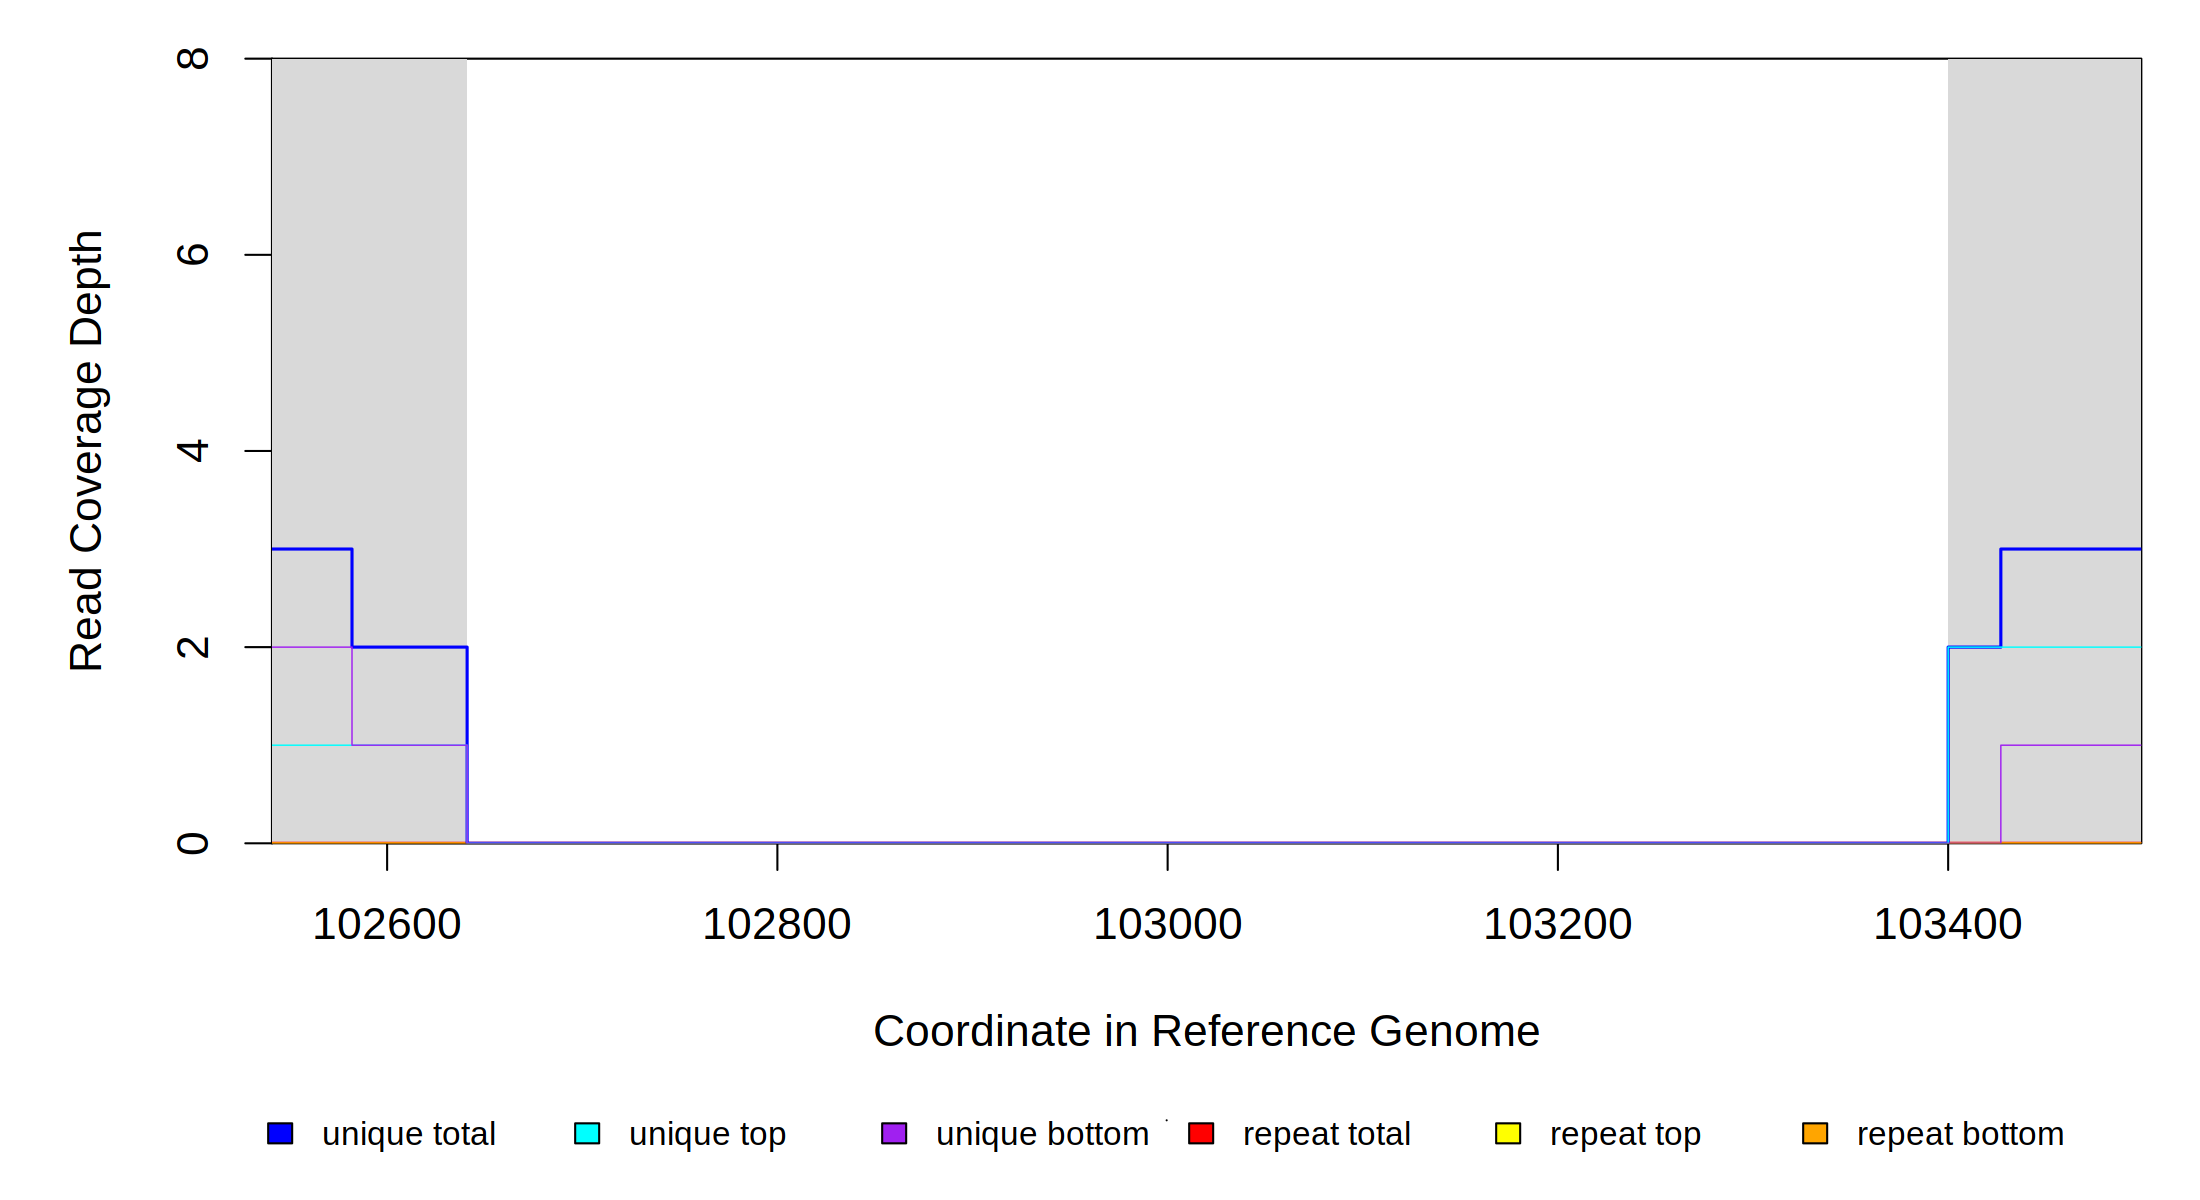 8
6
4
2
0
Read Coverage Depth
102600 102800 103000 103200 103400
Coordinate in Reference Genome
unique total unique top unique bottom repeat total repeat top repeat bottom